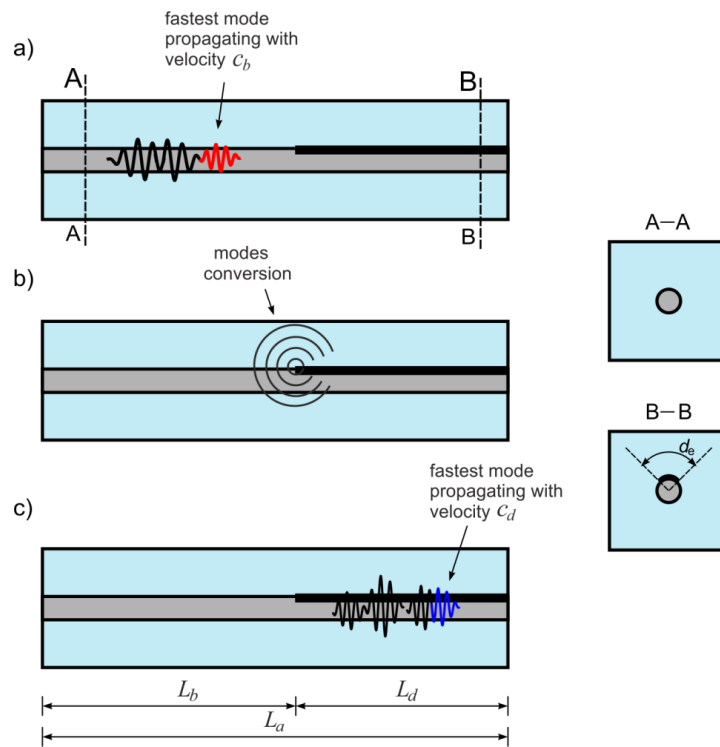 a)
fastest mode
propagating with
velocity c_b
A
B
A
B
A–A
b)
modes
conversion
B–B
d_e
c)
fastest mode
propagating with
velocity c_d
L_b
L_d
L_a